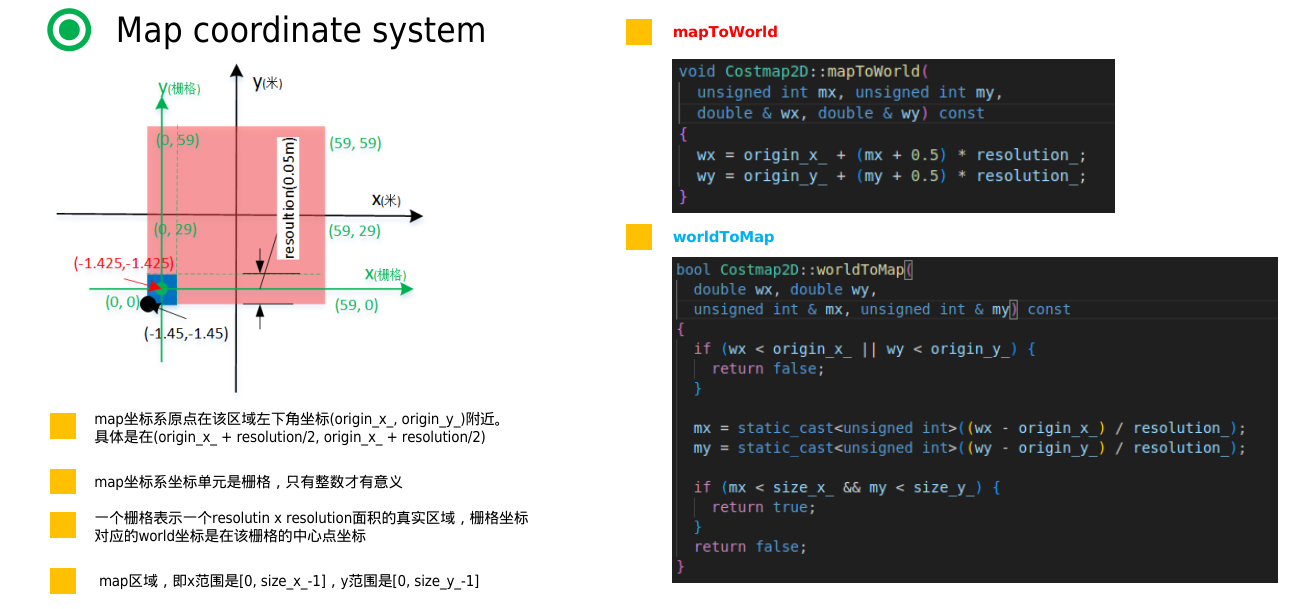 Map coordinate system
y(栅格)
y(米)
(0, 59)
(59, 59)
resoultion(0.05m)
x(米)
(0, 29)
(59, 29)
(-1.425,-1.425)
x(栅格)
(0, 0)
(59, 0)
(-1.45,-1.45)
map坐标系原点在该区域左下角坐标(origin_x_, origin_y_)附近。
具体是在(origin_x_ + resolution/2, origin_x_ + resolution/2)
map坐标系坐标单元是栅格，只有整数才有意义
一个栅格表示一个resolutin x resolution面积的真实区域，栅格坐标
对应的world坐标是在该栅格的中心点坐标
map区域，即x范围是[0, size_x_-1]，y范围是[0, size_y_-1]
mapToWorld
void Costmap2D::mapToWorld(
unsigned int mx, unsigned int my,
double & wx, double & wy) const
{
wx = origin_x_ + (mx + 0.5) * resolution_;
wy = origin_y_ + (my + 0.5) * resolution_;
}
worldToMap
bool Costmap2D::worldToMap(
double wx, double wy,
unsigned int & mx, unsigned int & my) const
{
if (wx < origin_x_ || wy < origin_y_) {
return false;
}
mx = static_cast<unsigned int>((wx - origin_x_) / resolution_);
my = static_cast<unsigned int>((wy - origin_y_) / resolution_);
if (mx < size_x_ && my < size_y_) {
return true;
}
return false;
}